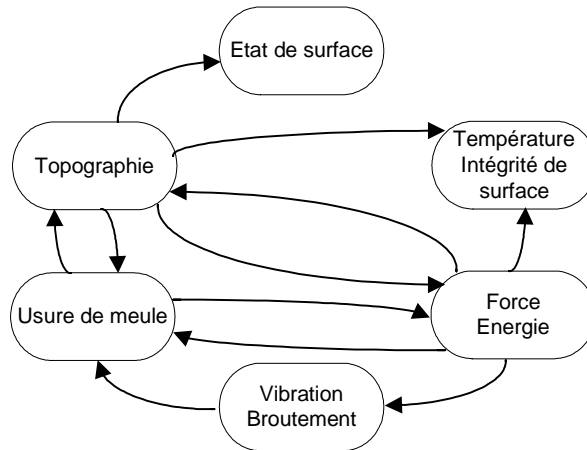 Etat de surface
Topographie
Température
Intégrité de
surface
Usure de meule
Force
Energie
Vibration
Broutement